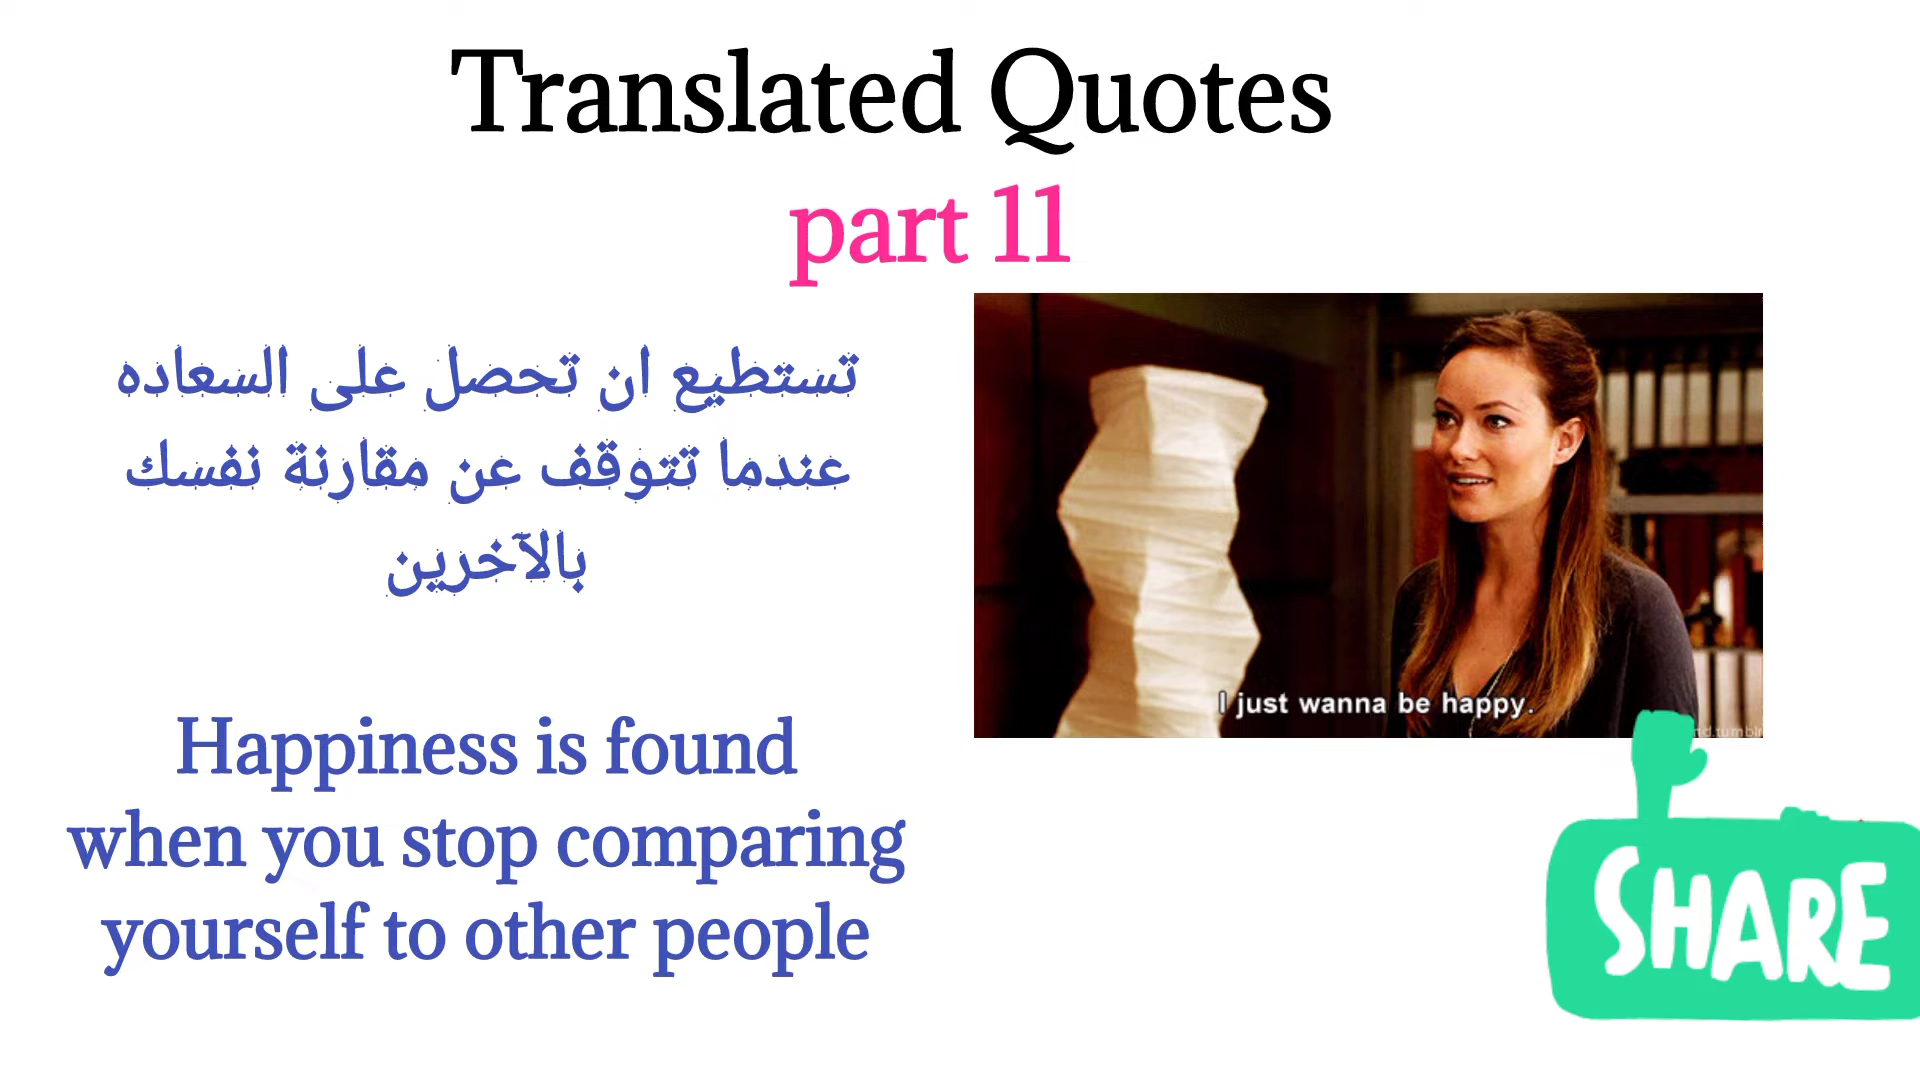 Translated Quotes
part 11
تستطيع ان تحصل على السعاده
عندما تتوقف عن مقارنة نفسك
بالآخرين
Happiness is found
when you stop comparing
yourself to other people
I just wanna be happy.
SHARE